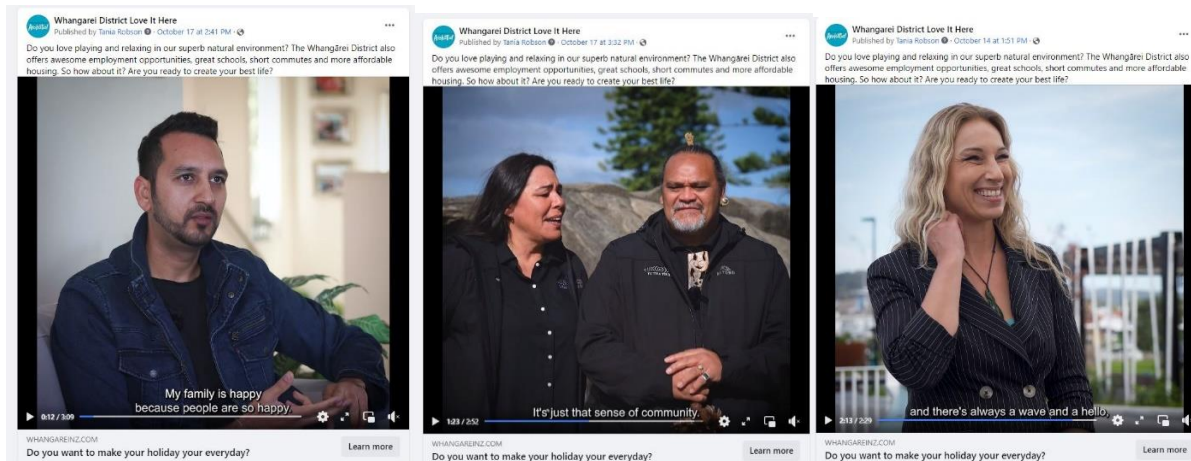 Whangarei District Love It Here
Published by Tania Robson · October 17 at 2:41 PM ·
Do you love playing and relaxing in our superb natural environment? The Whangārei District also
offers awesome employment opportunities, great schools, short commutes and more affordable
housing. So how about it? Are you ready to create your best life?
My family is happy
because people are so happy.
0:12 / 3:09
WHANGAREINZ.COM
Do you want to make your holiday your everyday?
Learn more
Whangarei District Love It Here
Published by Tania Robson · October 17 at 3:32 PM ·
Do you love playing and relaxing in our superb natural environment? The Whangārei District also
offers awesome employment opportunities, great schools, short commutes and more affordable
housing. So how about it? Are you ready to create your best life?
It's just that sense of community.
1:23 / 2:52
WHANGAREINZ.COM
Do you want to make your holiday your everyday?
Learn more
Whangarei District Love It Here
Published by Tania Robson · October 14 at 1:51 PM ·
Do you love playing and relaxing in our superb natural environment? The Whangārei District also
offers awesome employment opportunities, great schools, short commutes and more affordable
housing. So how about it? Are you ready to create your best life?
and there's always a wave and a hello,
2:13 / 2:29
WHANGAREINZ.COM
Do you want to make your holiday your everyday?
Learn more